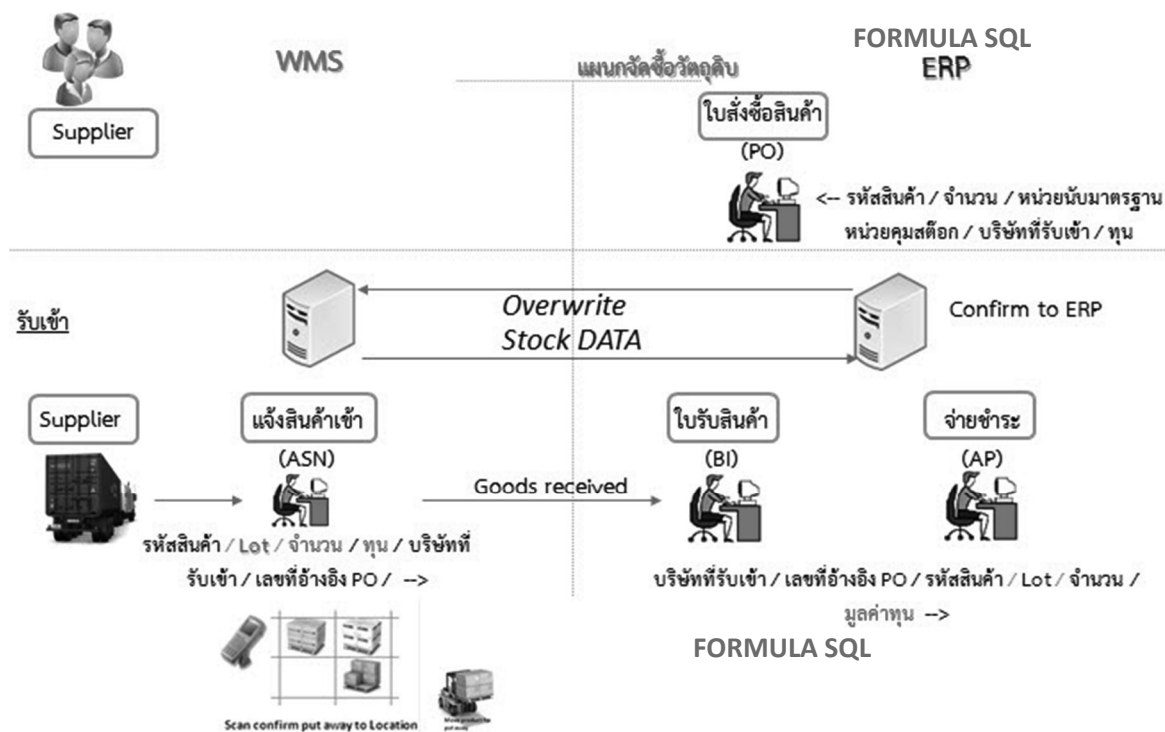 WMS
แผนกจัดซื้อวัตถุดิบ
FORMULA SQL
ERP
Supplier
ใบสั่งซื้อสินค้า
(PO)
<-- รหัสสินค้า / จำนวน / หน่วยนับมาตรฐาน
หน่วยคุมสต๊อก / บริษัทที่รับเข้า / ทุน
รับเข้า
Overwrite
Stock DATA
Confirm to ERP
Supplier
แจ้งสินค้าเข้า
(ASN)
Goods received
ใบรับสินค้า
(BI)
จ่ายชำระ
(AP)
รหัสสินค้า / Lot / จำนวน / ทุน / บริษัทที่
รับเข้า / เลขที่อ้างอิง PO / -->
บริษัทที่รับเข้า / เลขที่อ้างอิง PO / รหัสสินค้า / Lot / จำนวน /
มูลค่าทุน -->
FORMULA SQL
Scan confirm put away to Location
Move product for
put away